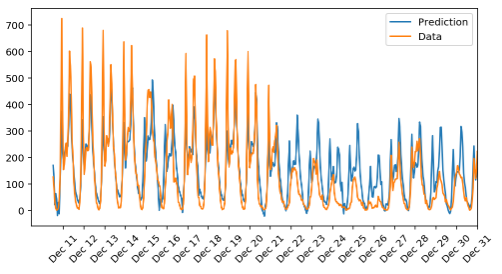 Prediction
Data
700
600
500
400
300
200
100
0
Dec 11
Dec 12
Dec 13
Dec 14
Dec 15
Dec 16
Dec 17
Dec 18
Dec 19
Dec 20
Dec 21
Dec 22
Dec 23
Dec 24
Dec 25
Dec 26
Dec 27
Dec 28
Dec 29
Dec 30
Dec 31